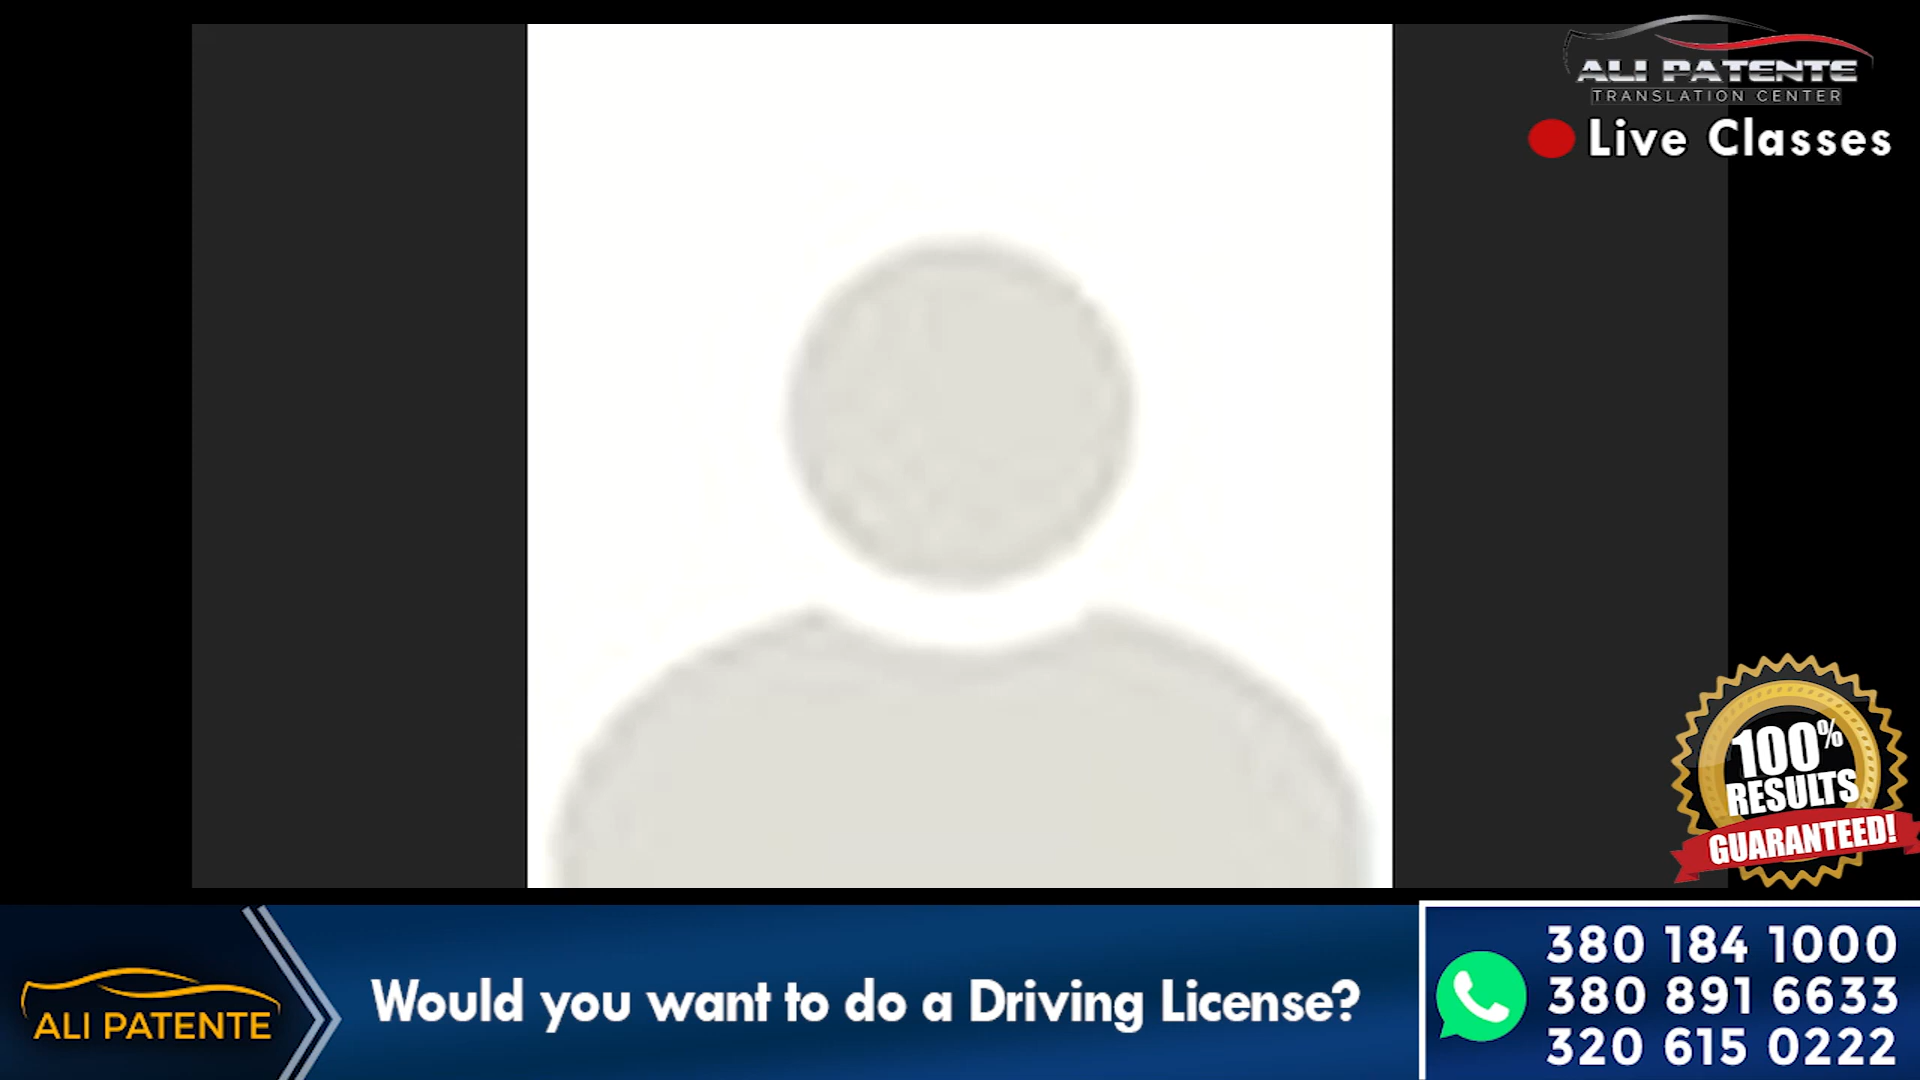 ALI PATENTE
TRANSLATION CENTER
Live Classes
100%
RESULTS
GUARANTEED!
ALI PATENTE
Would you want to do a Driving License?
380 184 1000
380 891 6633
320 615 0222